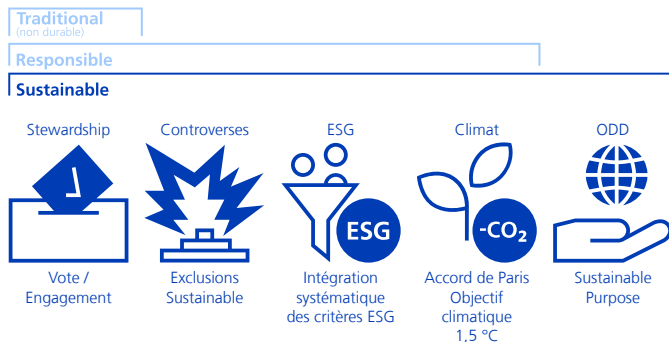 Traditional
(non durable)
Responsible
Sustainable
Stewardship
Controverses
ESG
Climat
ODD
ESG
-CO₂
Vote /
Engagement
Exclusions
Sustainable
Intégration
systématique
des critères ESG
Accord de Paris
Objectif
climatique
1,5 °C
Sustainable
Purpose